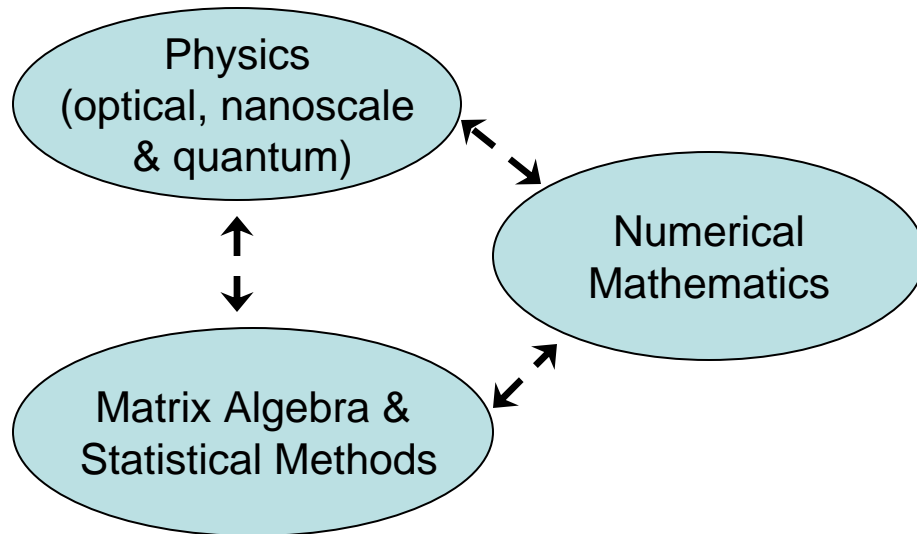 Physics
(optical, nanoscale
& quantum)
Numerical
Mathematics
Matrix Algebra &
Statistical Methods